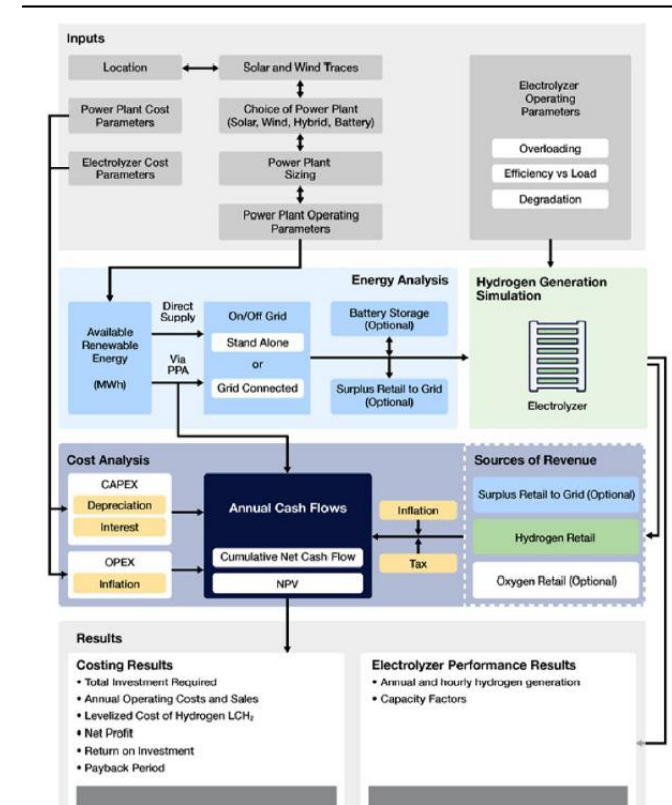 Inputs
Location
Solar and Wind Traces
Power Plant Cost
Parameters
Choice of Power Plant
(Solar, Wind, Hybrid, Battery)
Electrolyzer Cost
Parameters
Power Plant
Sizing
Power Plant Operating
Parameters
Electrolyzer
Operating
Parameters
Overloading
Efficiency vs Load
Degradation
Energy Analysis
Available
Renewable
Energy
(MWh)
Direct
Supply
Via
PPA
On/Off Grid
Stand Alone
or
Grid Connected
Battery Storage
(Optional)
Surplus Retail to Grid
(Optional)
Hydrogen Generation
Simulation
Electrolyzer
Cost Analysis
CAPEX
Depreciation
Interest
OPEX
Inflation
Annual Cash Flows
Cumulative Net Cash Flow
NPV
Inflation
Tax
Sources of Revenue
Surplus Retail to Grid (Optional)
Hydrogen Retail
Oxygen Retail (Optional)
Results
Costing Results
• Total Investment Required
• Annual Operating Costs and Sales
• Levelized Cost of Hydrogen LCH₂
• Net Profit
• Return on Investment
• Payback Period
Electrolyzer Performance Results
• Annual and hourly hydrogen generation
• Capacity Factors